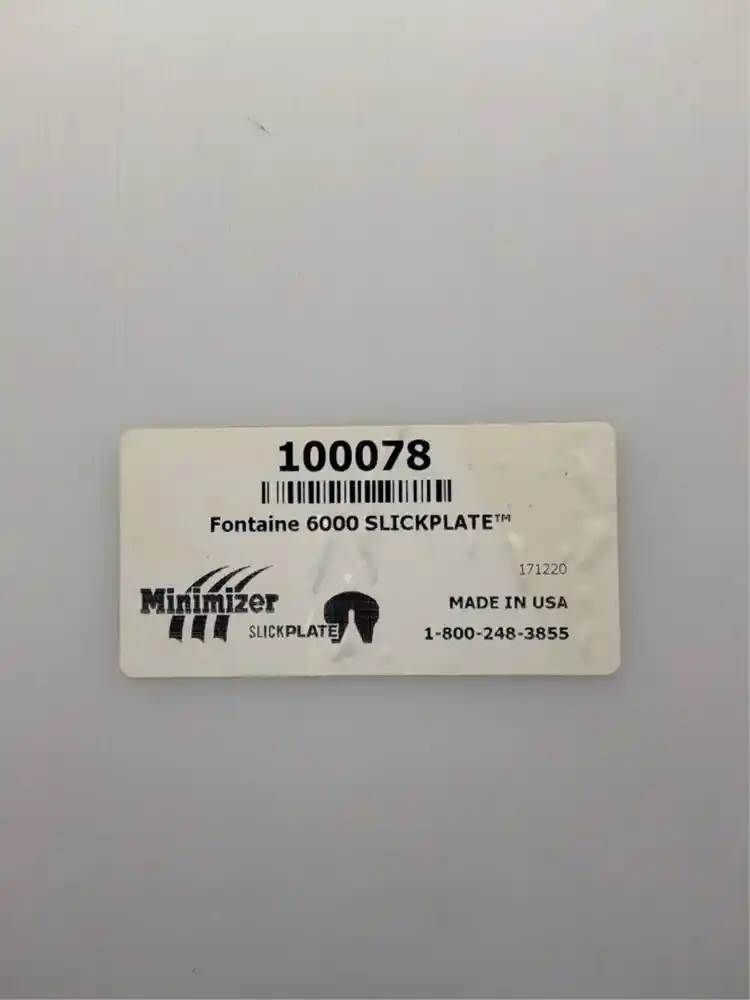 100078
Fontaine 6000 SLICKPLATE™
171220
Minimizer
SLICKPLATE
MADE IN USA
1-800-248-3855